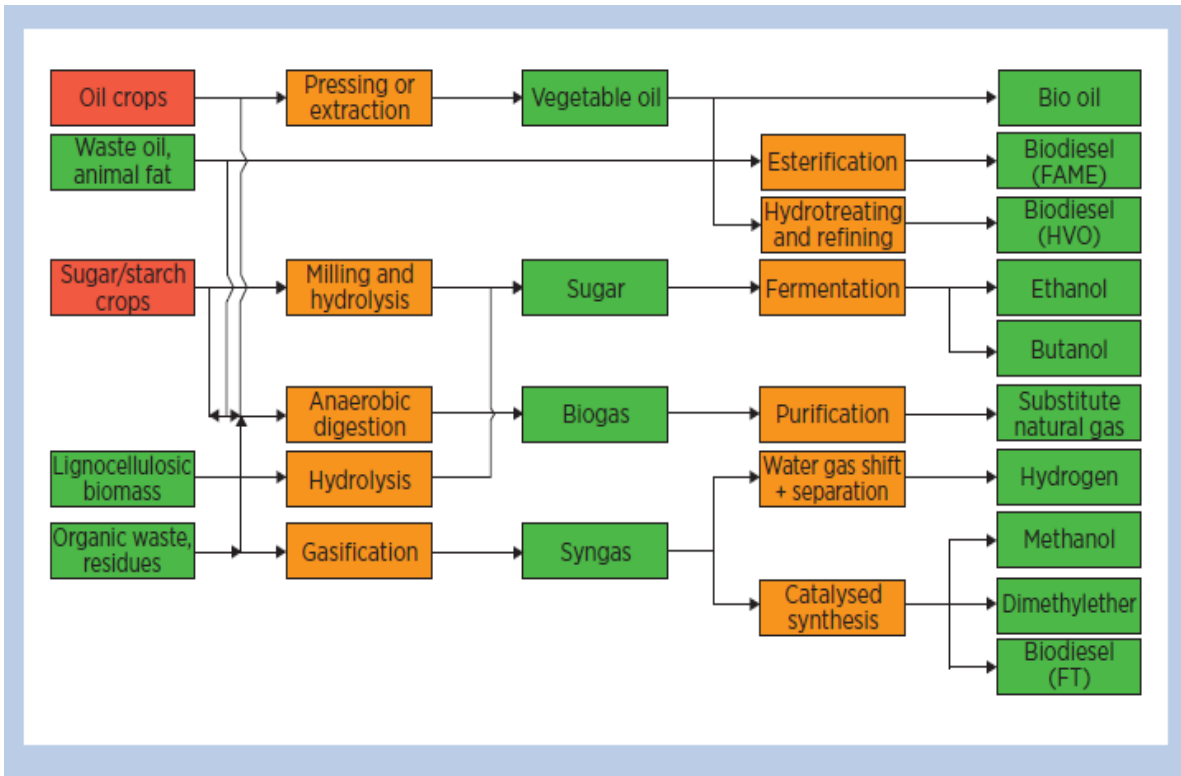 Oil crops
Pressing or
extraction
Vegetable oil
Bio oil
Waste oil,
animal fat
Esterification
Biodiesel
(FAME)
Hydrotreating
and refining
Biodiesel
(HVO)
Sugar/starch
crops
Milling and
hydrolysis
Sugar
Fermentation
Ethanol
Butanol
Anaerobic
digestion
Biogas
Purification
Substitute
natural gas
Lignocellulosic
biomass
Hydrolysis
Water gas shift
+ separation
Hydrogen
Organic waste,
residues
Gasification
Syngas
Methanol
Catalysed
synthesis
Dimethylether
Biodiesel
(FT)